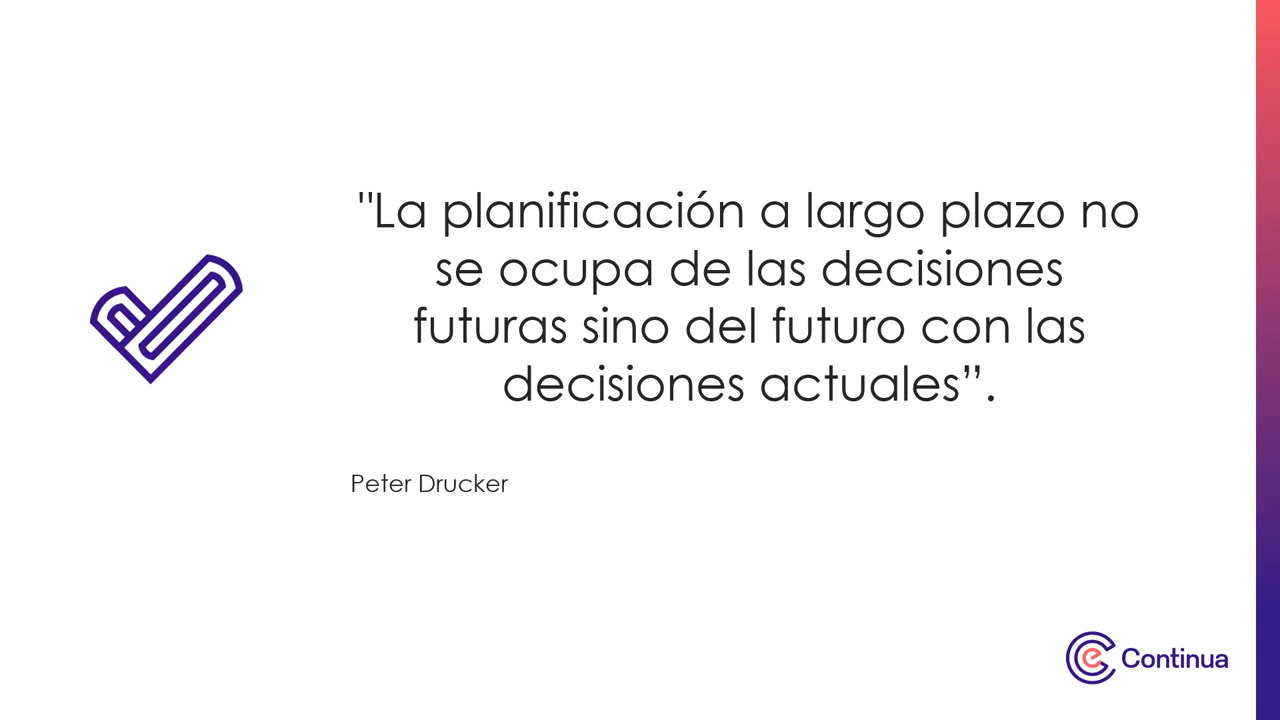 "La planificación a largo plazo no
se ocupa de las decisiones
futuras sino del futuro con las
decisiones actuales”.
Peter Drucker
Continua